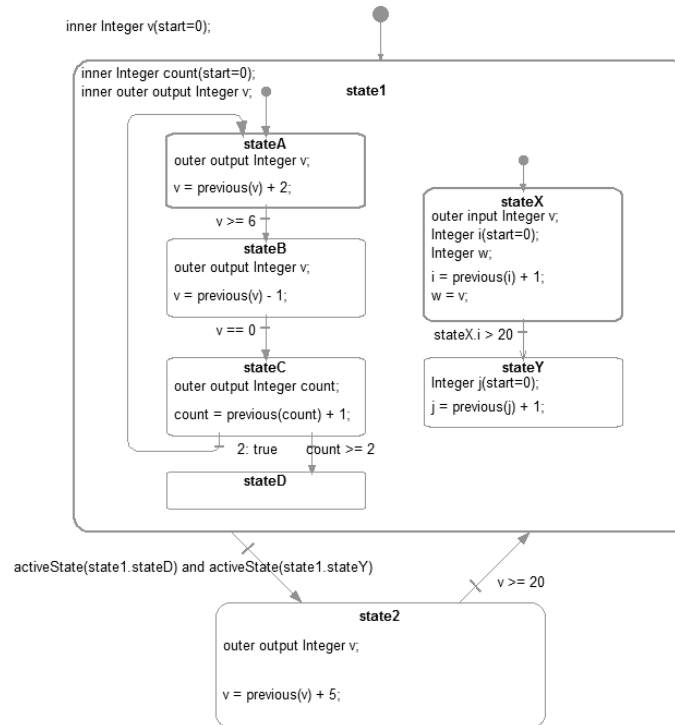 inner Integer v(start=0);
inner Integer count(start=0);
inner outer output Integer v;
state1
stateA
outer output Integer v;
v = previous(v) + 2;
v >= 6
stateB
outer output Integer v;
v = previous(v) - 1;
v == 0
stateC
outer output Integer count;
count = previous(count) + 1;
2: true
count >= 2
stateD
stateX
outer input Integer v;
Integer i(start=0);
Integer w;
i = previous(i) + 1;
w = v;
stateX.i > 20
stateY
Integer j(start=0);
j = previous(j) + 1;
activeState(state1.stateD) and activeState(state1.stateY)
v >= 20
state2
outer output Integer v;
v = previous(v) + 5;